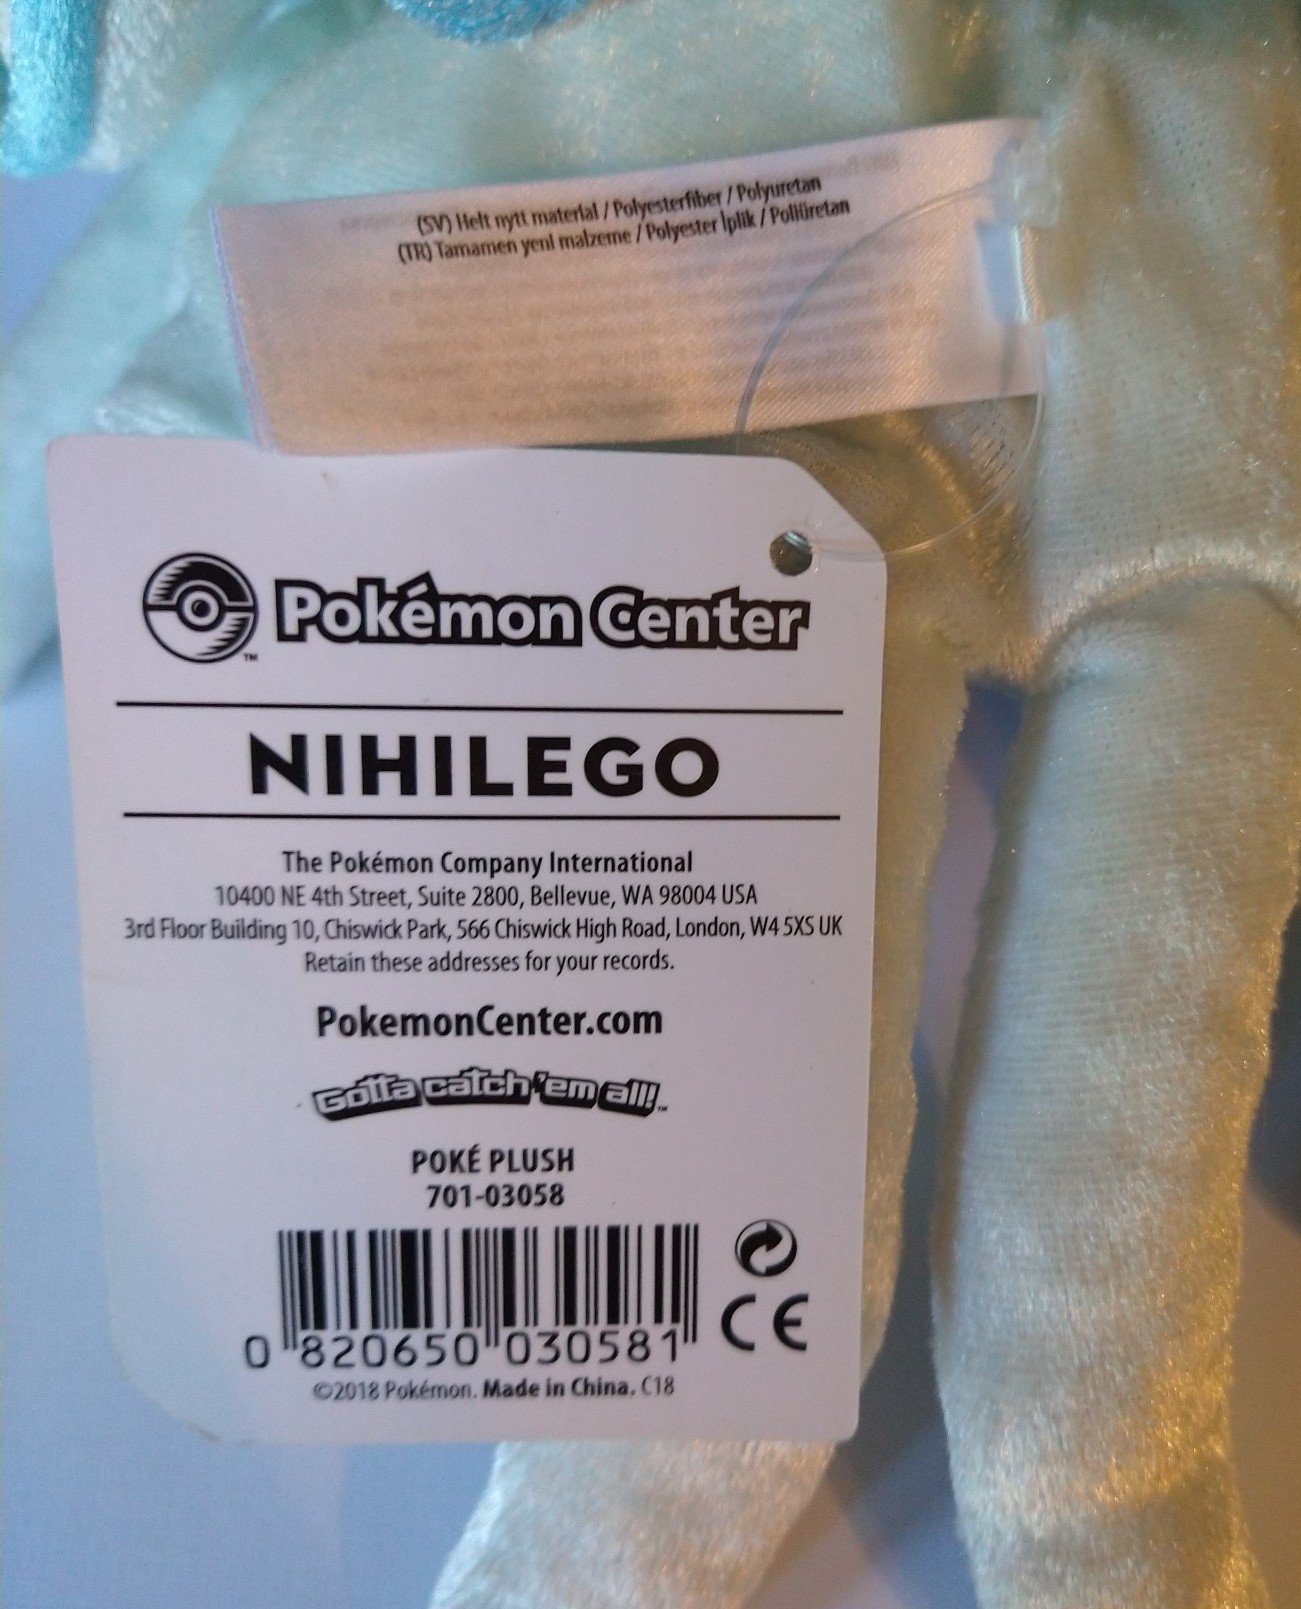 (SV) Helt nytt material / Polyesterfiber / Polyuretan
(TR) Tamamen yeni malzeme / Polyester İplik / Poliüretan
Pokémon Center
™
NIHILEGO
The Pokémon Company International
10400 NE 4th Street, Suite 2800, Bellevue, WA 98004 USA
3rd Floor Building 10, Chiswick Park, 566 Chiswick High Road, London, W4 5XS UK
Retain these addresses for your records.
PokemonCenter.com
Gotta catch 'em all!™
POKÉ PLUSH
701-03058
0 820650 030581
CE
©2018 Pokémon. Made in China. C18